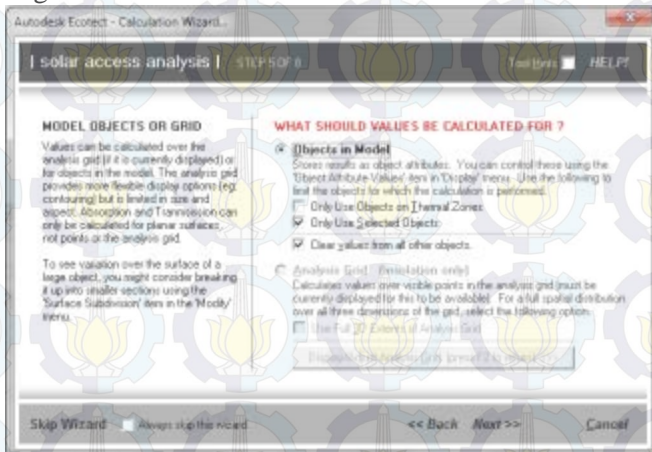 Autodesk Ecotect - Calculation Wizard...
| solar access analysis |
STEP 5 OF 8
Tool Hints
HELP!
MODEL OBJECTS OR GRID
Values can be calculated over the
analysis grid (if it is currently displayed) or
for objects in the model. The analysis grid
provides more flexible display options (eg:
contouring) but is limited in size and
aspect. Absorption and Transmission can
only be calculated for planar surfaces,
not points or the analysis grid.
To see variation over the surface of a
large object, you might consider breaking
it up into smaller sections using the
'Surface Subdivision' item in the 'Modify'
menu.
WHAT SHOULD VALUES BE CALCULATED FOR ?
Objects in Model
Stores results as object attributes. You can control these using the
'Object Attribute Values' item in 'Display' menu. Use the following to
limit the objects for which the calculation is performed.
Only Use Objects on Thermal Zones
Only Use Selected Objects
Clear values from all other objects.
Analysis Grid (Insolation only)
Calculates values over visible points in the analysis grid (must be
currently displayed for this to be available). For a full spatial distribution
over all three dimensions of the grid, select the following option.
Use Full 3D Extents of Analysis Grid
Skip Wizard
Always skip this wizard
<< Back
Next >>
Cancel